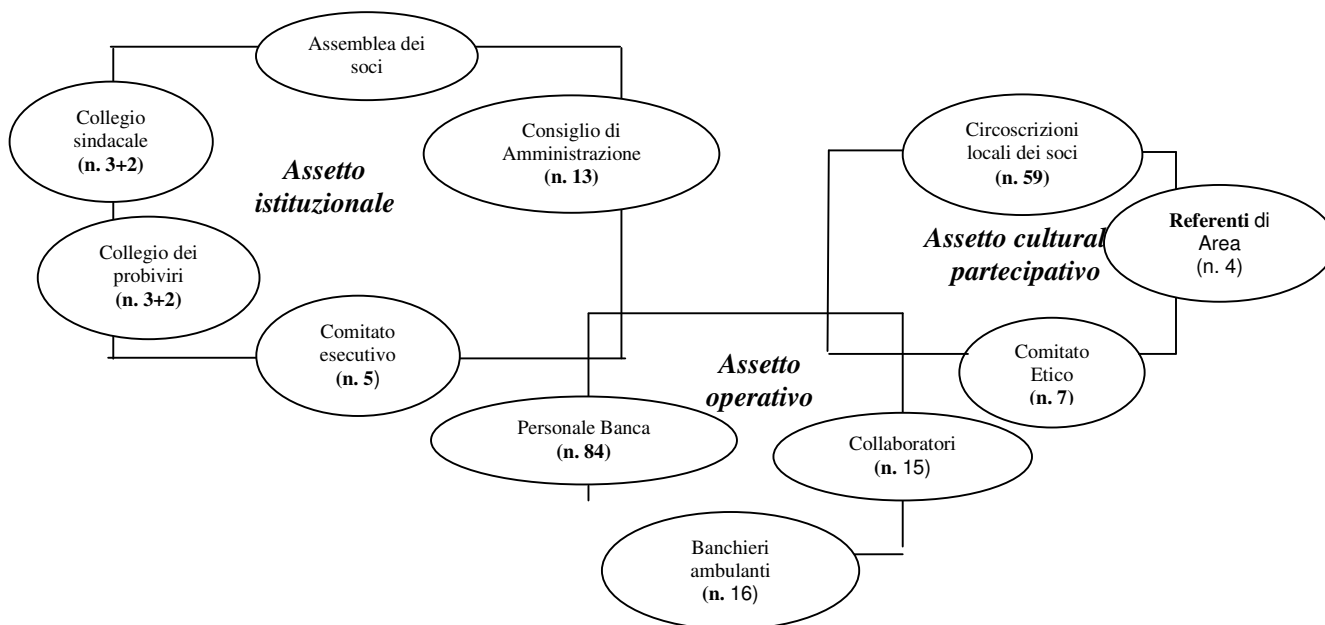 Assemblea dei
soci
Collegio
sindacale
(n. 3+2)
Consiglio di
Amministrazione
(n. 13)
Assetto
istituzionale
Collegio dei
probiviri
(n. 3+2)
Comitato
esecutivo
(n. 5)
Circoscrizioni
locali dei soci
(n. 59)
Assetto cultural
partecipativo
Referenti di
Area
(n. 4)
Comitato
Etico
(n. 7)
Assetto
operativo
Personale Banca
(n. 84)
Collaboratori
(n. 15)
Banchieri
ambulanti
(n. 16)